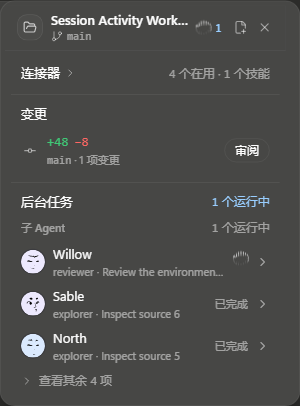 Session Activity Work...
main
1
连接器
4 个在用 · 1 个技能
变更
+48 −8
main · 1 项变更
审阅
后台任务
1 个运行中
子 Agent
1 个运行中
Willow
reviewer · Review the environmen...
Sable
explorer · Inspect source 6
已完成
North
explorer · Inspect source 5
已完成
查看其余 4 项